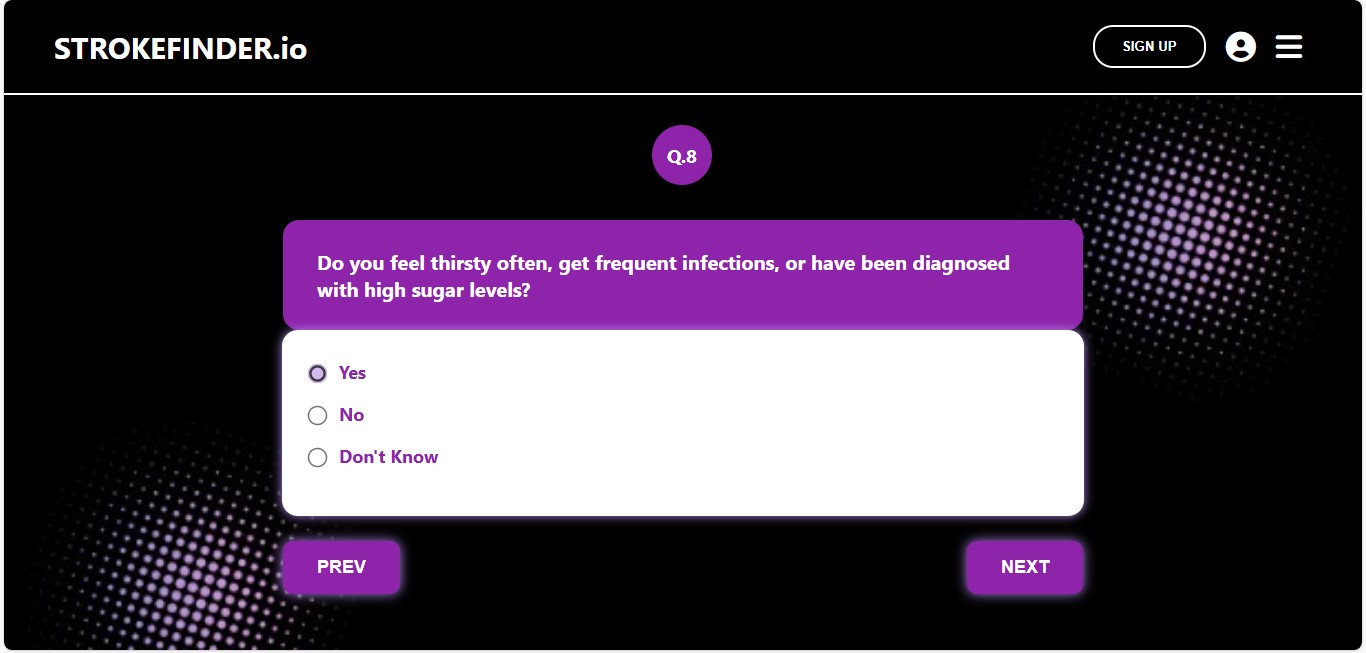 STROKEFINDER.io
SIGN UP
Q.8
Do you feel thirsty often, get frequent infections, or have been diagnosed
with high sugar levels?
Yes
No
Don't Know
PREV
NEXT